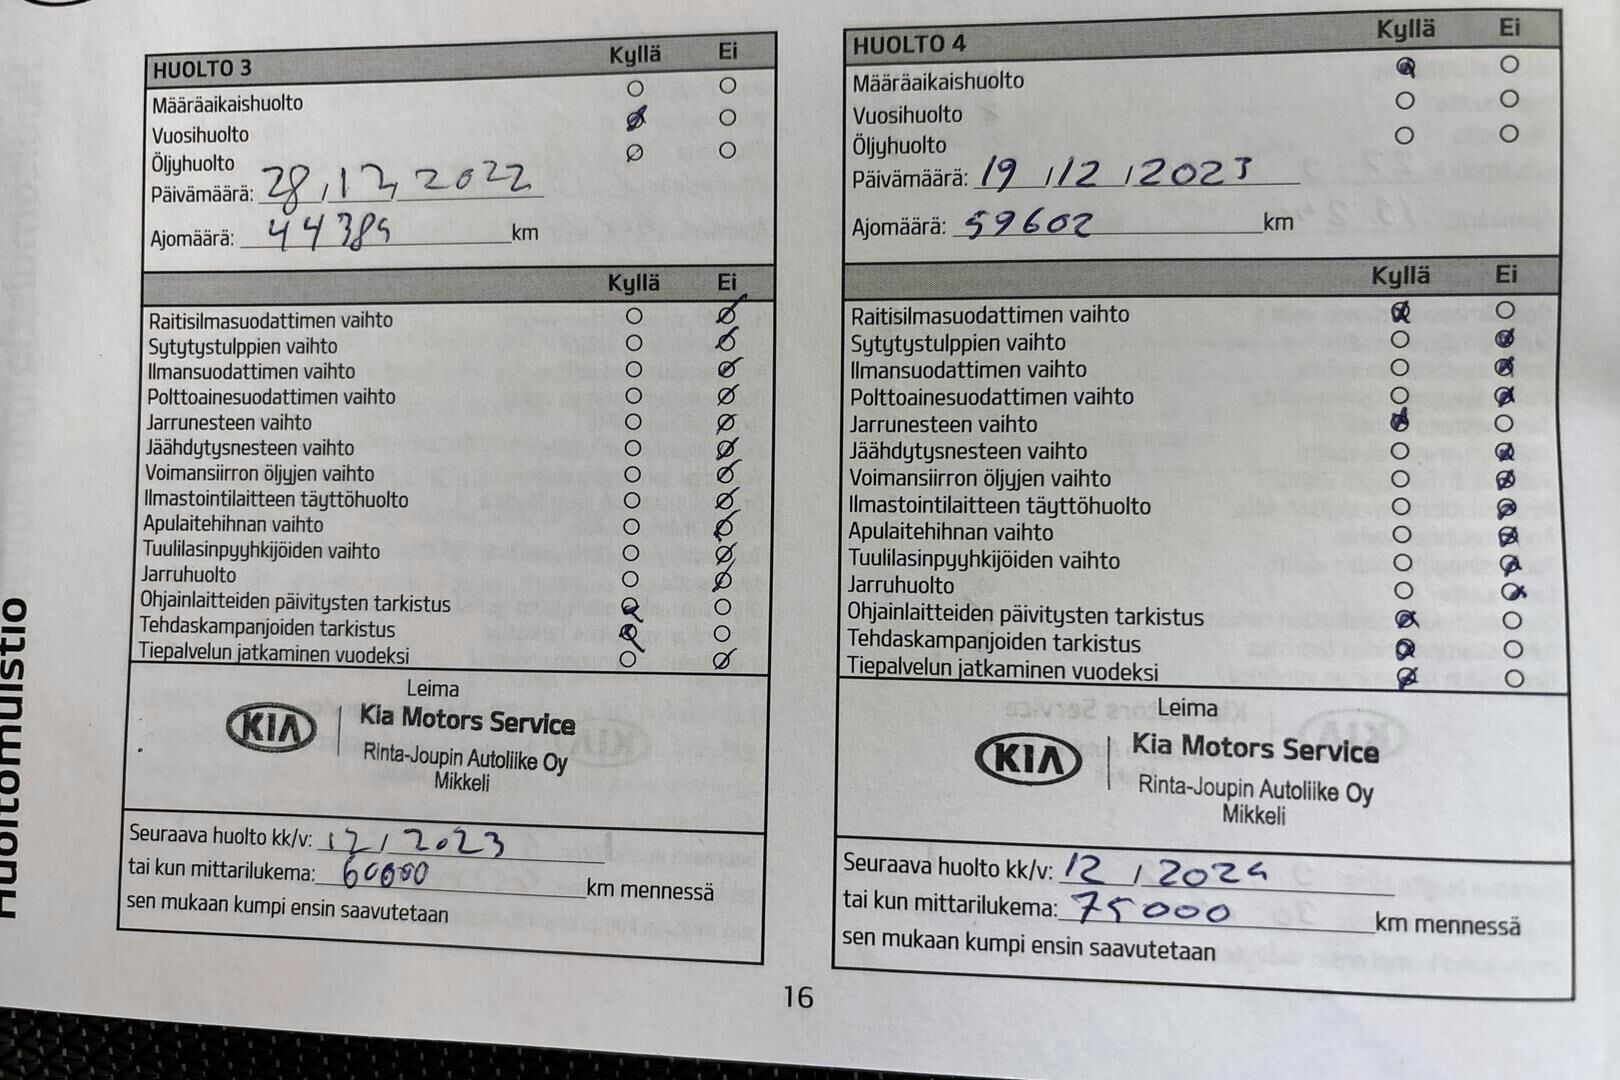 Huoltomuistio
HUOLTO 3 Kyllä Ei
Määräaikaishuolto
Vuosihuolto
Öljyhuolto
Päivämäärä: 28.12.2022
Ajomäärä: 44389 km
Kyllä Ei
Raitisilmasuodattimen vaihto
Sytytystulppien vaihto
Ilmansuodattimen vaihto
Polttoainesuodattimen vaihto
Jarrunesteen vaihto
Jäähdytysnesteen vaihto
Voimansiirron öljyjen vaihto
Ilmastointilaitteen täyttöhuolto
Apulaitehihnan vaihto
Tuulilasinpyyhkijöiden vaihto
Jarruhuolto
Ohjainlaitteiden päivitysten tarkistus
Tehdaskampanjoiden tarkistus
Tiepalvelun jatkaminen vuodeksi
Leima
KIA Kia Motors Service
Rinta-Joupin Autoliike Oy
Mikkeli
Seuraava huolto kk/v: 12 / 2023
tai kun mittarilukema: 60000 km mennessä
sen mukaan kumpi ensin saavutetaan
HUOLTO 4 Kyllä Ei
Määräaikaishuolto
Vuosihuolto
Öljyhuolto
Päivämäärä: 19 / 12 / 2023
Ajomäärä: 59602 km
Kyllä Ei
Raitisilmasuodattimen vaihto
Sytytystulppien vaihto
Ilmansuodattimen vaihto
Polttoainesuodattimen vaihto
Jarrunesteen vaihto
Jäähdytysnesteen vaihto
Voimansiirron öljyjen vaihto
Ilmastointilaitteen täyttöhuolto
Apulaitehihnan vaihto
Tuulilasinpyyhkijöiden vaihto
Jarruhuolto
Ohjainlaitteiden päivitysten tarkistus
Tehdaskampanjoiden tarkistus
Tiepalvelun jatkaminen vuodeksi
Leima
KIA Kia Motors Service
Rinta-Joupin Autoliike Oy
Mikkeli
Seuraava huolto kk/v: 12 / 2024
tai kun mittarilukema: 75000 km mennessä
sen mukaan kumpi ensin saavutetaan
16